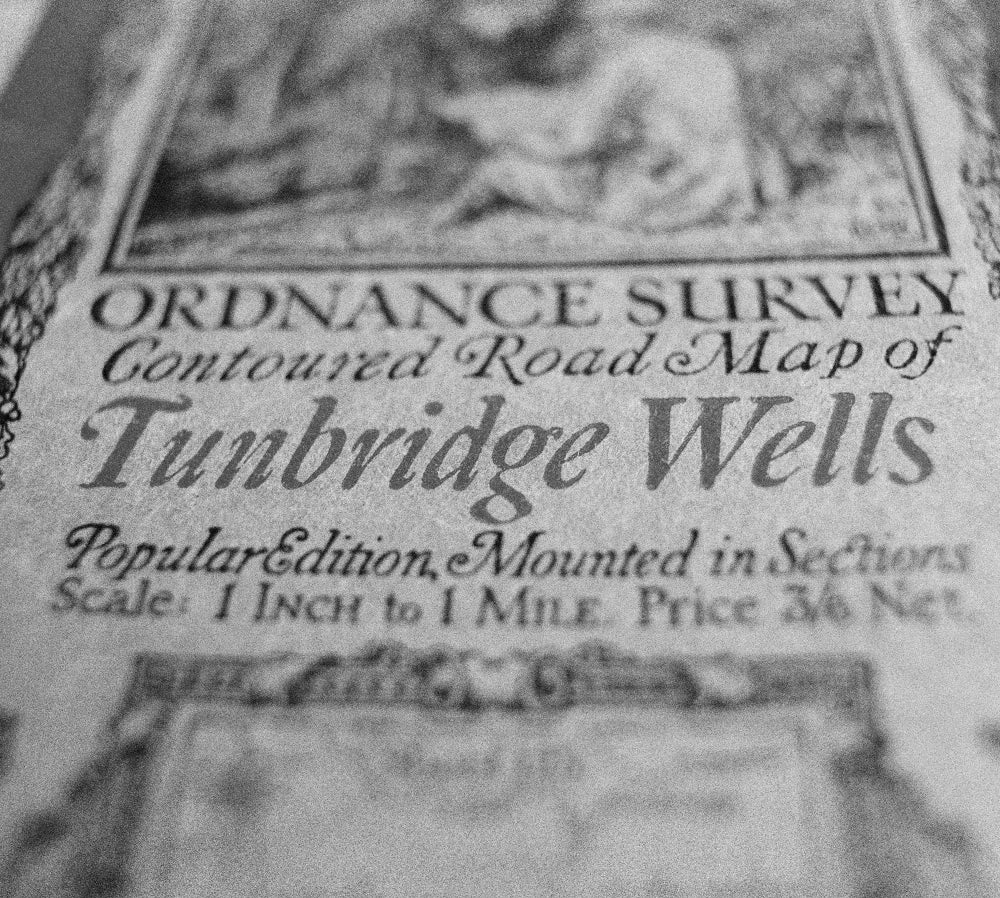 ORDNANCE SURVEY
Contoured Road Map of
Tunbridge Wells
Popular Edition, Mounted in Sections
Scale: 1 INCH to 1 MILE. Price 3/6 Net.